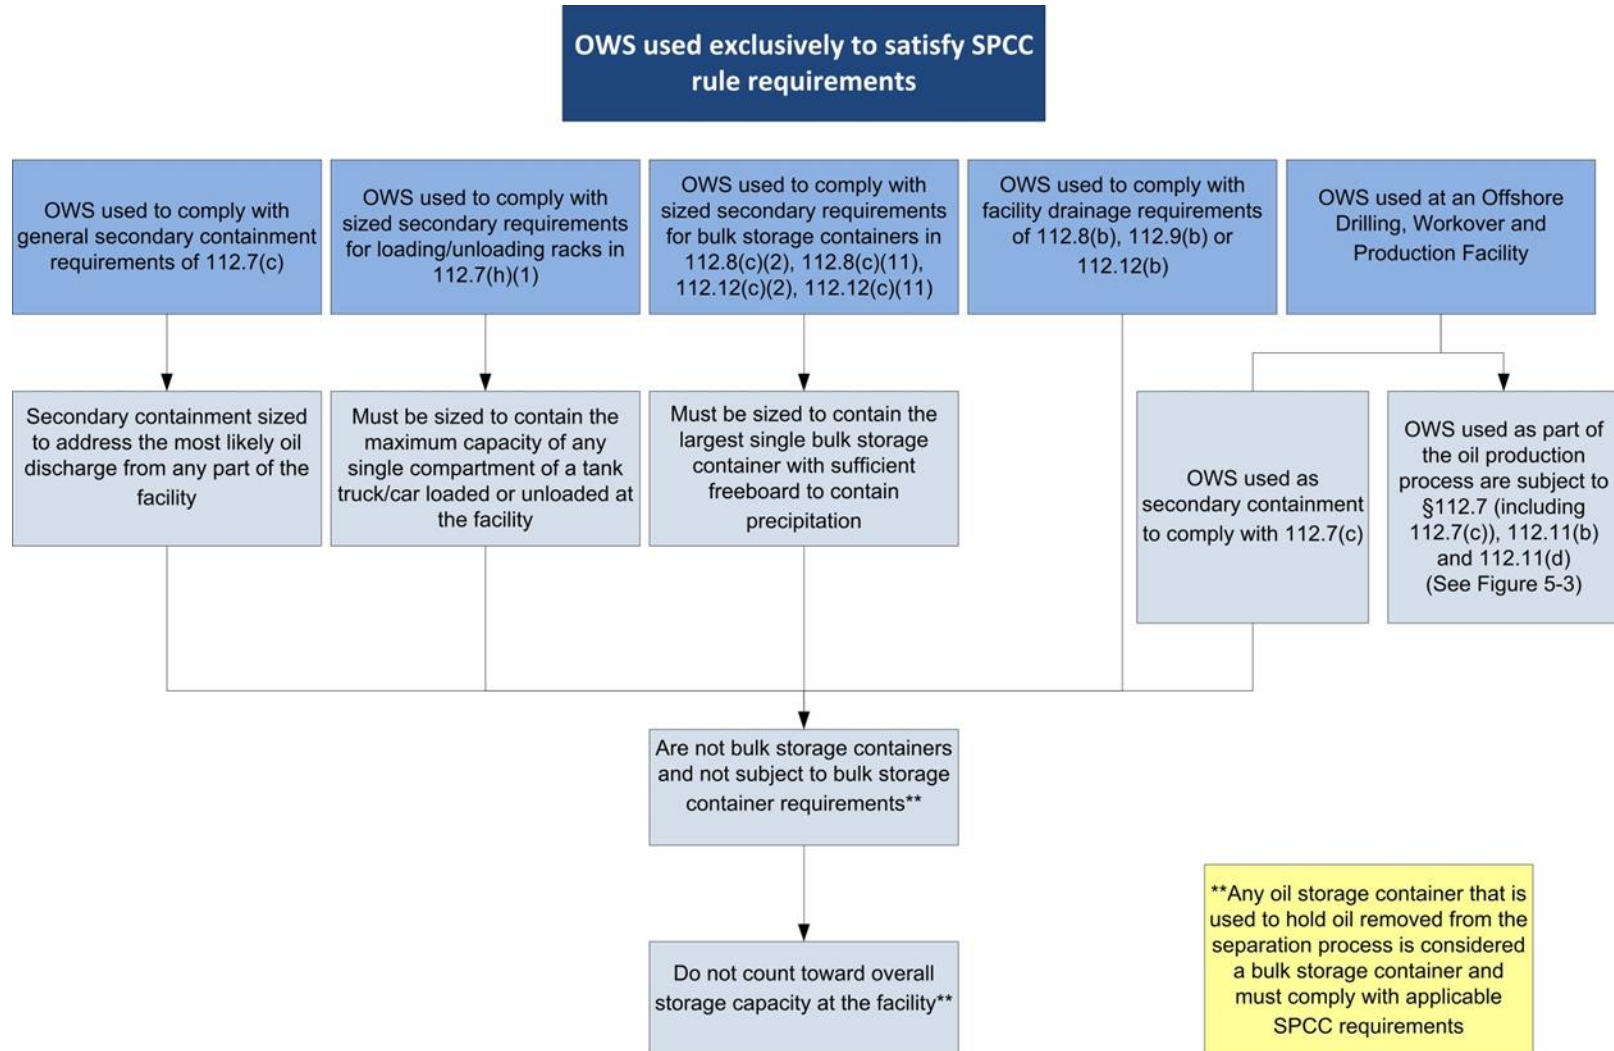 OWS used exclusively to satisfy SPCC
rule requirements
OWS used to comply with
general secondary containment
requirements of 112.7(c)
OWS used to comply with
sized secondary requirements
for loading/unloading racks in
112.7(h)(1)
OWS used to comply with
sized secondary requirements
for bulk storage containers in
112.8(c)(2), 112.8(c)(11),
112.12(c)(2), 112.12(c)(11)
OWS used to comply with
facility drainage requirements
of 112.8(b), 112.9(b) or
112.12(b)
OWS used at an Offshore
Drilling, Workover and
Production Facility
Secondary containment sized
to address the most likely oil
discharge from any part of the
facility
Must be sized to contain the
maximum capacity of any
single compartment of a tank
truck/car loaded or unloaded at
the facility
Must be sized to contain the
largest single bulk storage
container with sufficient
freeboard to contain
precipitation
OWS used as
secondary containment
to comply with 112.7(c)
OWS used as part of
the oil production
process are subject to
§112.7 (including
112.7(c)), 112.11(b)
and 112.11(d)
(See Figure 5-3)
Are not bulk storage containers
and not subject to bulk storage
container requirements**
Do not count toward overall
storage capacity at the facility**
**Any oil storage container that is
used to hold oil removed from the
separation process is considered
a bulk storage container and
must comply with applicable
SPCC requirements